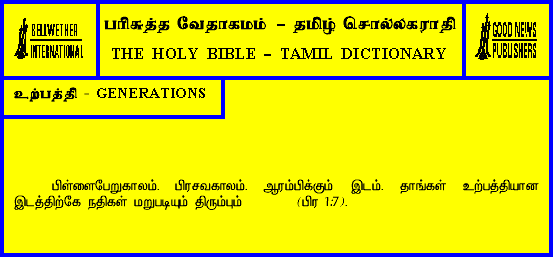 BELLWETHER
INTERNATIONAL
பரிசுத்த வேதாகமம் – தமிழ் சொல்லகராதி
THE HOLY BIBLE – TAMIL DICTIONARY
GOOD NEWS
PUBLISHERS
உற்பத்தி - GENERATIONS
பிள்ளைபேறுகாலம். பிரசவகாலம். ஆரம்பிக்கும் இடம். தாங்கள் உற்பத்தியான
இடத்திற்கே நதிகள் மறுபடியும் திரும்பும் (பிர 1:7).